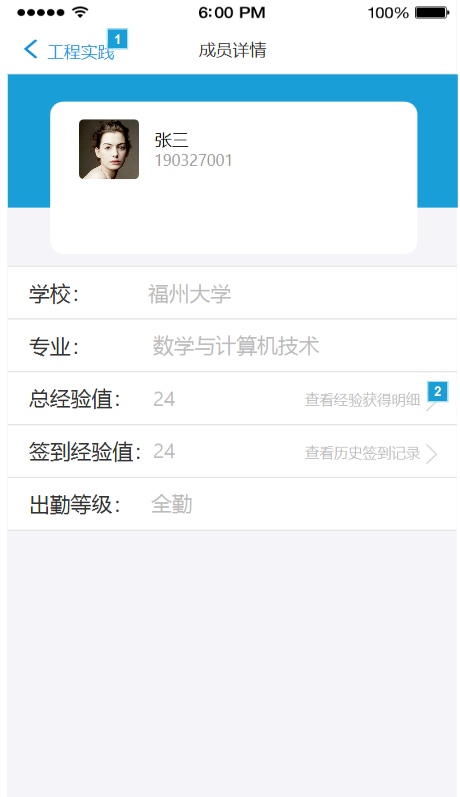 6:00 PM 100%
工程实践 1 成员详情
张三
190327001
学校： 福州大学
专业： 数学与计算机技术
总经验值： 24 查看经验获得明细 2
签到经验值： 24 查看历史签到记录
出勤等级： 全勤